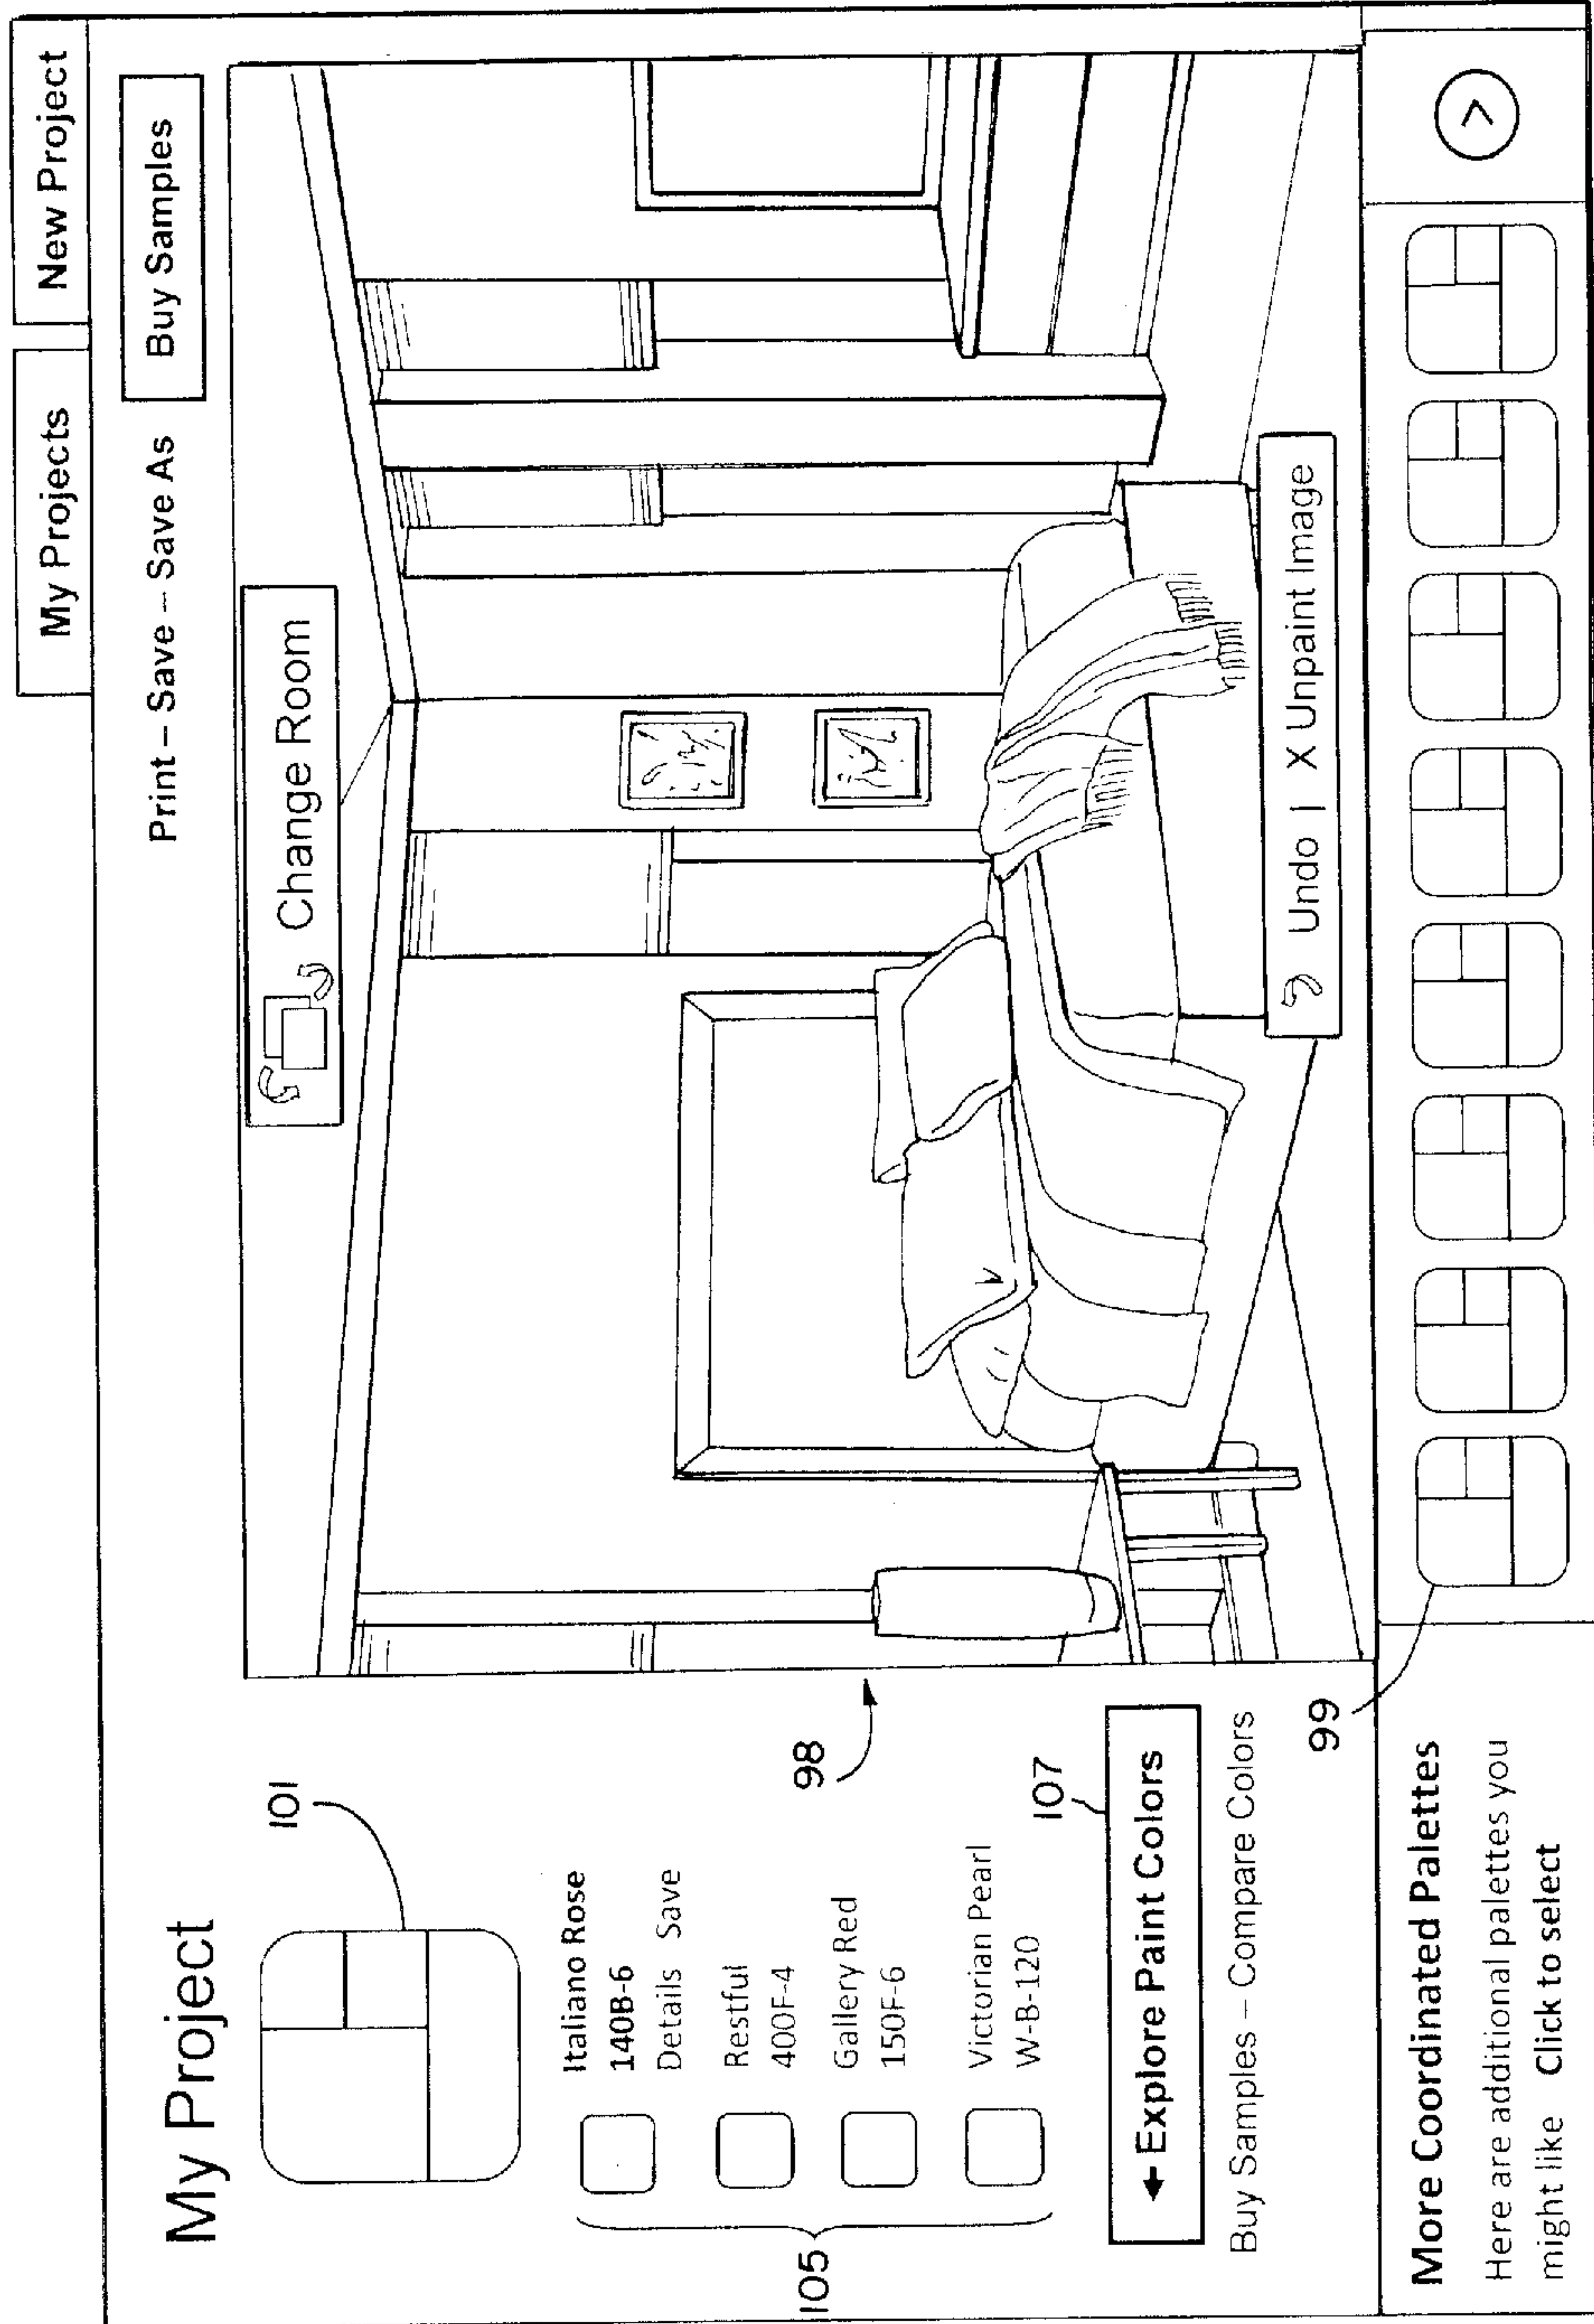 My Projects
New Project
My Project
Print – Save – Save As
Buy Samples
Change Room
101
Italiano Rose
140B-6
Details Save
Restful
400F-4
Gallery Red
150F-6
Victorian Pearl
W-B-120
105
98
107
Explore Paint Colors
Buy Samples – Compare Colors
Undo | X Unpaint Image
99
More Coordinated Palettes
Here are additional palettes you
might like Click to select
>